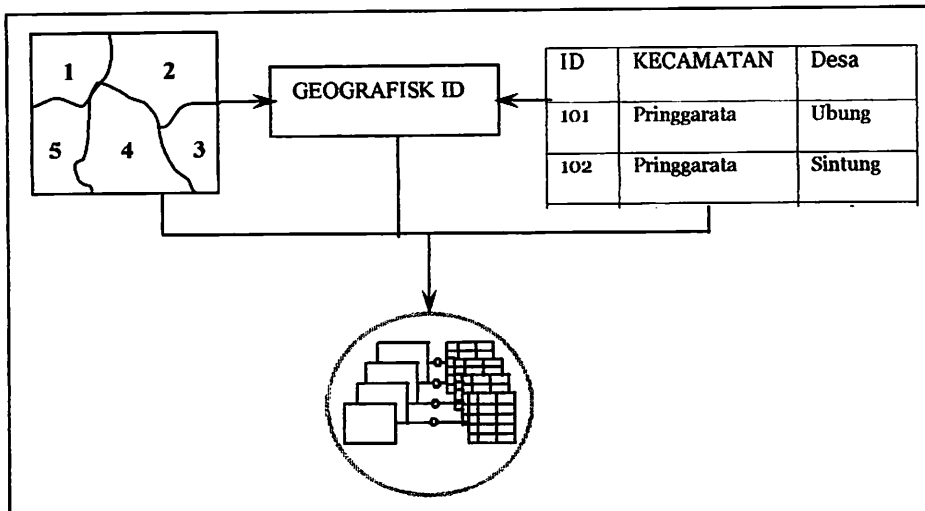 1 2
5 4 3
GEOGRAFISK ID
ID KECAMATAN Desa
101 Pringgarata Ubung
102 Pringgarata Sintung